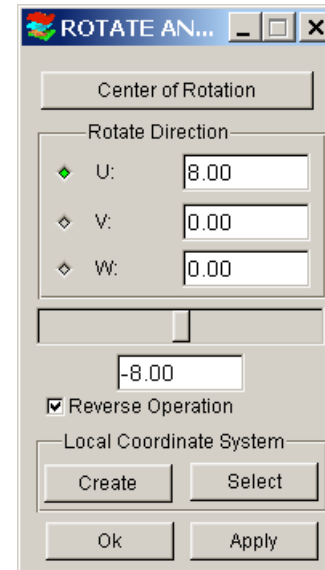 ROTATE AN...
Center of Rotation
Rotate Direction
U: 8.00
V: 0.00
W: 0.00
-8.00
Reverse Operation
Local Coordinate System
Create Select
Ok Apply